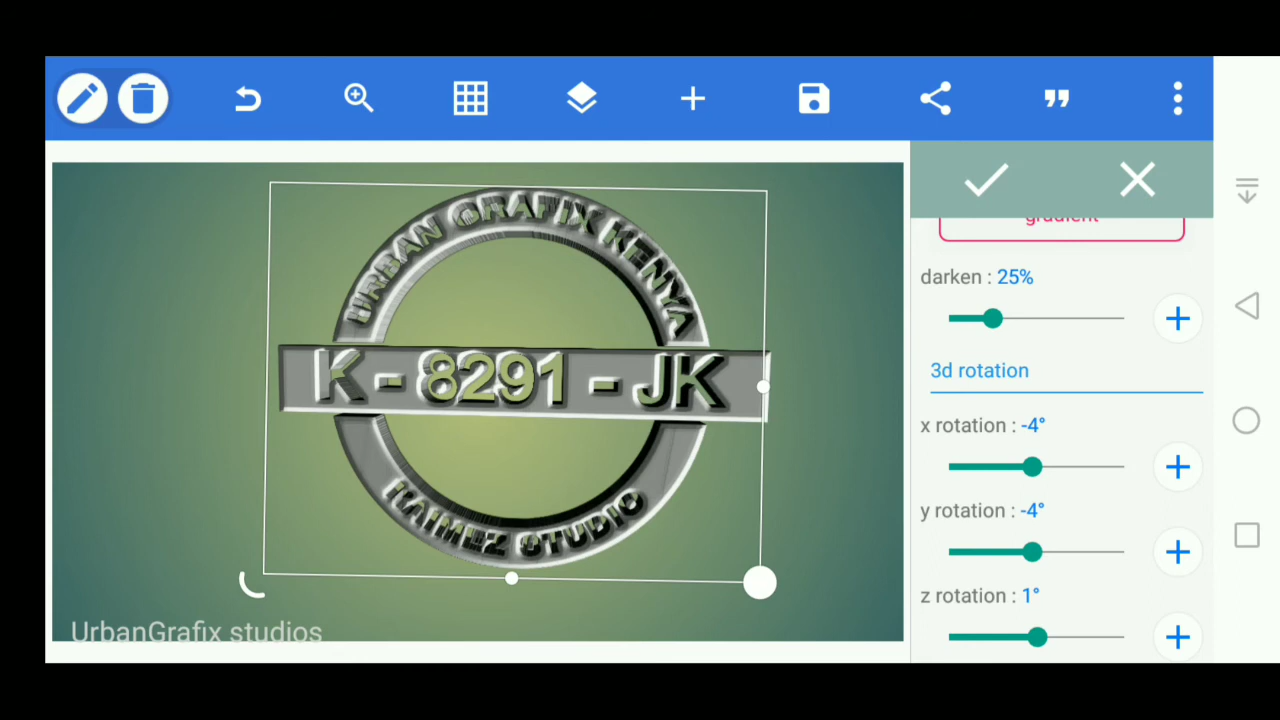 gradient
darken : 25%
3d rotation
x rotation : -4°
y rotation : -4°
z rotation : 1°
URBAN GRAFIX KENYA
K - 8291 - JK
KAIMEZ STUDIO
UrbanGrafix studios